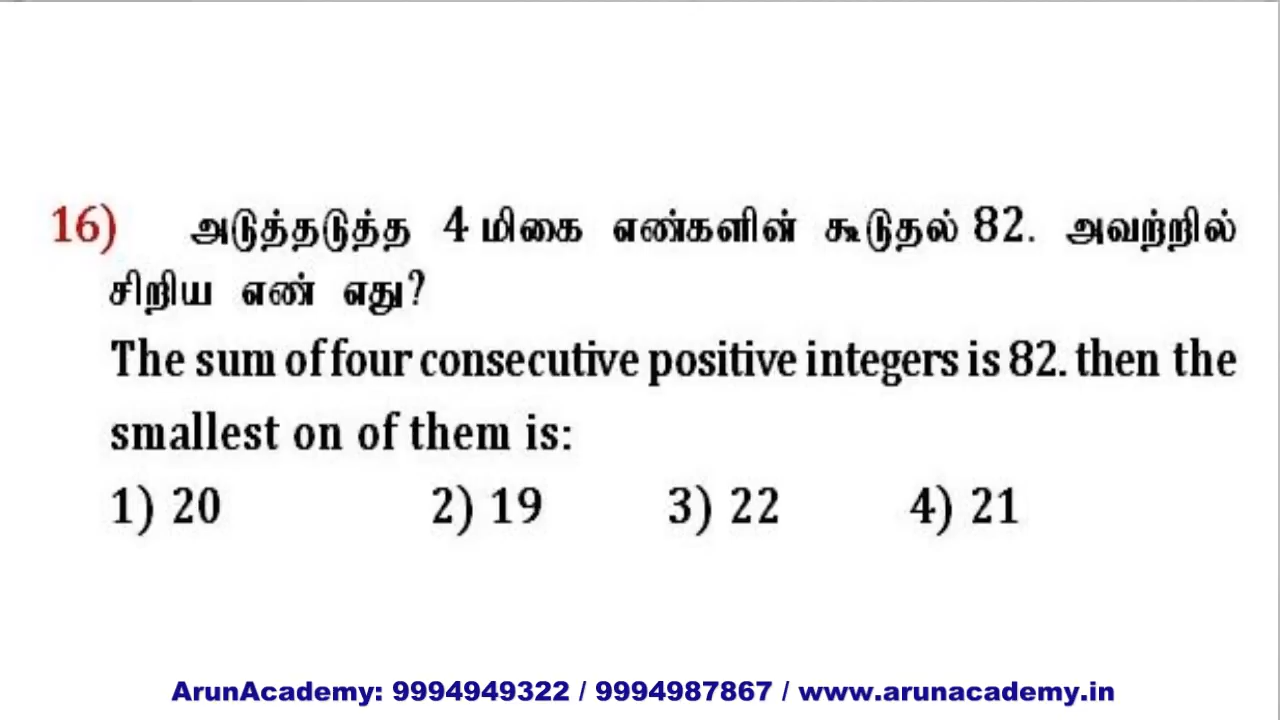 16) அடுத்தடுத்த 4 மிகை எண்களின் கூடுதல் 82. அவற்றில்
சிறிய எண் எது?
The sum of four consecutive positive integers is 82. then the
smallest on of them is:
1) 20 2) 19 3) 22 4) 21
ArunAcademy: 9994949322 / 9994987867 / www.arunacademy.in